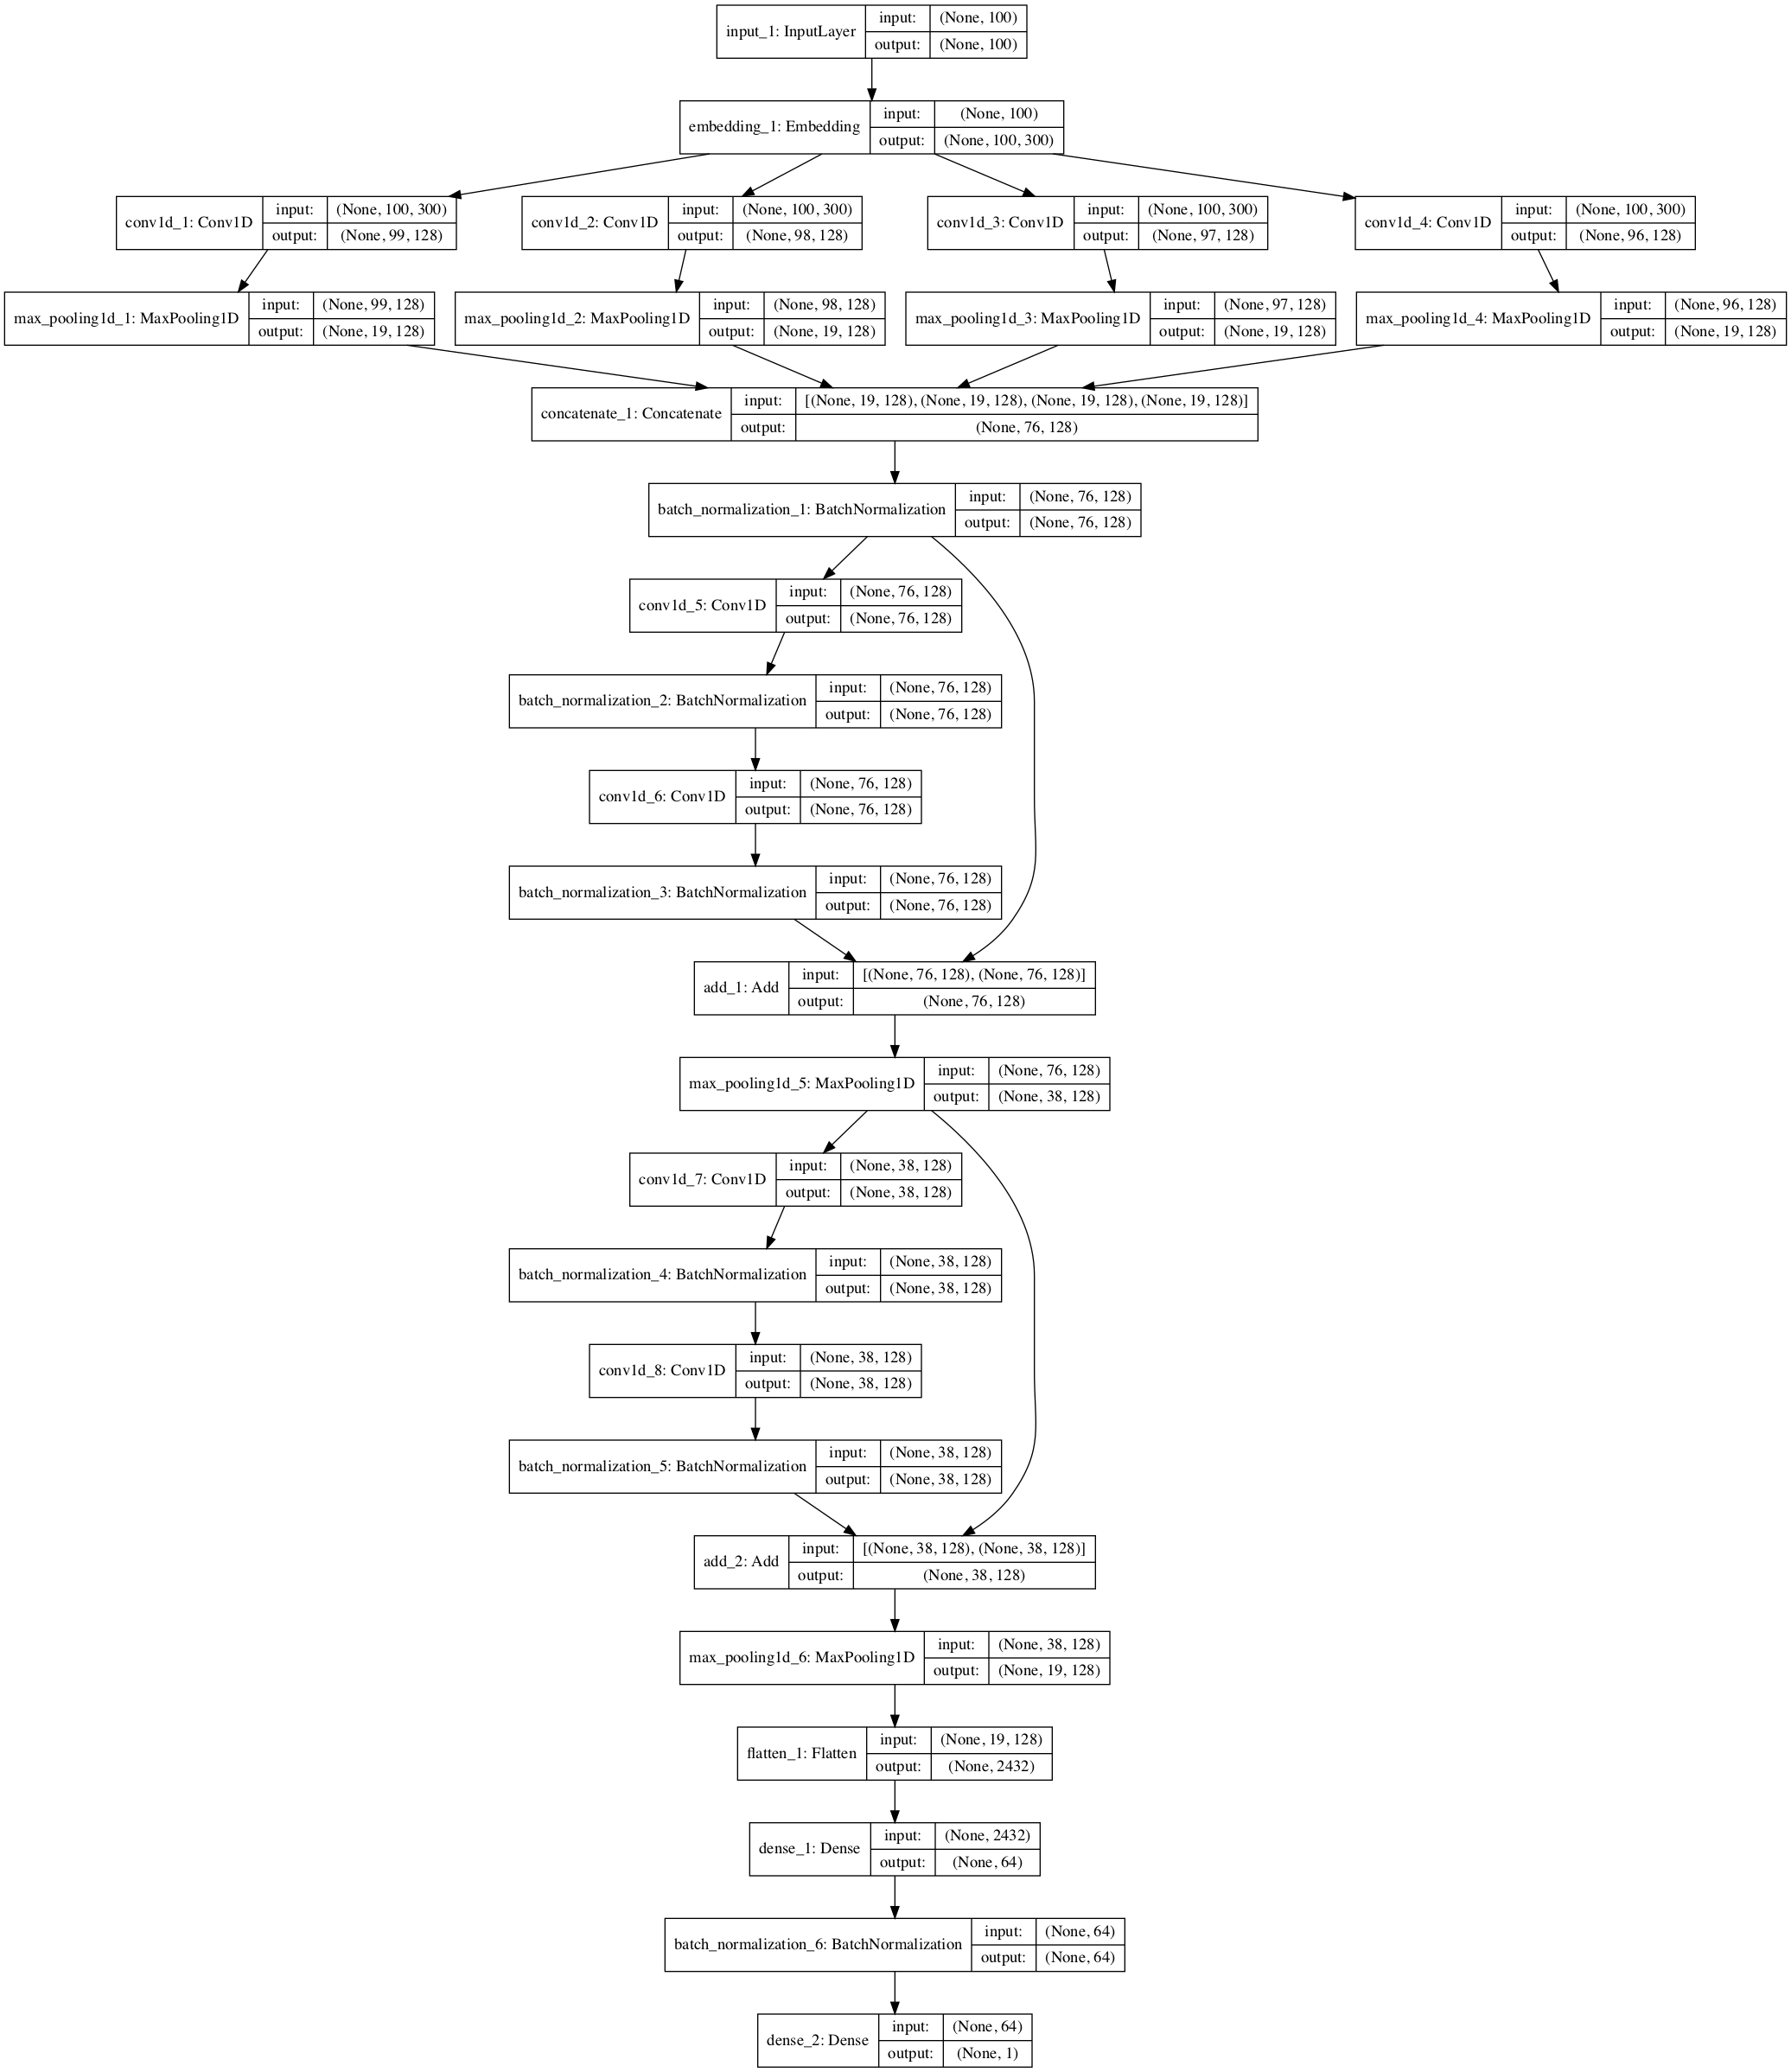 input_1: InputLayer
input:
(None, 100)
output:
(None, 100)
embedding_1: Embedding
input:
(None, 100)
output:
(None, 100, 300)
conv1d_1: Conv1D
input:
(None, 100, 300)
output:
(None, 99, 128)
conv1d_2: Conv1D
input:
(None, 100, 300)
output:
(None, 98, 128)
conv1d_3: Conv1D
input:
(None, 100, 300)
output:
(None, 97, 128)
conv1d_4: Conv1D
input:
(None, 100, 300)
output:
(None, 96, 128)
max_pooling1d_1: MaxPooling1D
input:
(None, 99, 128)
output:
(None, 19, 128)
max_pooling1d_2: MaxPooling1D
input:
(None, 98, 128)
output:
(None, 19, 128)
max_pooling1d_3: MaxPooling1D
input:
(None, 97, 128)
output:
(None, 19, 128)
max_pooling1d_4: MaxPooling1D
input:
(None, 96, 128)
output:
(None, 19, 128)
concatenate_1: Concatenate
input:
[(None, 19, 128), (None, 19, 128), (None, 19, 128), (None, 19, 128)]
output:
(None, 76, 128)
batch_normalization_1: BatchNormalization
input:
(None, 76, 128)
output:
(None, 76, 128)
conv1d_5: Conv1D
input:
(None, 76, 128)
output:
(None, 76, 128)
batch_normalization_2: BatchNormalization
input:
(None, 76, 128)
output:
(None, 76, 128)
conv1d_6: Conv1D
input:
(None, 76, 128)
output:
(None, 76, 128)
batch_normalization_3: BatchNormalization
input:
(None, 76, 128)
output:
(None, 76, 128)
add_1: Add
input:
[(None, 76, 128), (None, 76, 128)]
output:
(None, 76, 128)
max_pooling1d_5: MaxPooling1D
input:
(None, 76, 128)
output:
(None, 38, 128)
conv1d_7: Conv1D
input:
(None, 38, 128)
output:
(None, 38, 128)
batch_normalization_4: BatchNormalization
input:
(None, 38, 128)
output:
(None, 38, 128)
conv1d_8: Conv1D
input:
(None, 38, 128)
output:
(None, 38, 128)
batch_normalization_5: BatchNormalization
input:
(None, 38, 128)
output:
(None, 38, 128)
add_2: Add
input:
[(None, 38, 128), (None, 38, 128)]
output:
(None, 38, 128)
max_pooling1d_6: MaxPooling1D
input:
(None, 38, 128)
output:
(None, 19, 128)
flatten_1: Flatten
input:
(None, 19, 128)
output:
(None, 2432)
dense_1: Dense
input:
(None, 2432)
output:
(None, 64)
batch_normalization_6: BatchNormalization
input:
(None, 64)
output:
(None, 64)
dense_2: Dense
input:
(None, 64)
output:
(None, 1)